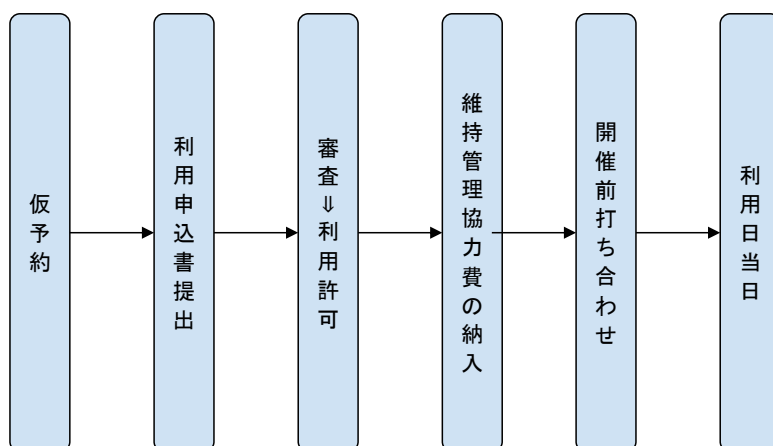 仮予約
利用申込書提出
審査⇓利用許可
維持管理協力費の納入
開催前打ち合わせ
利用日当日